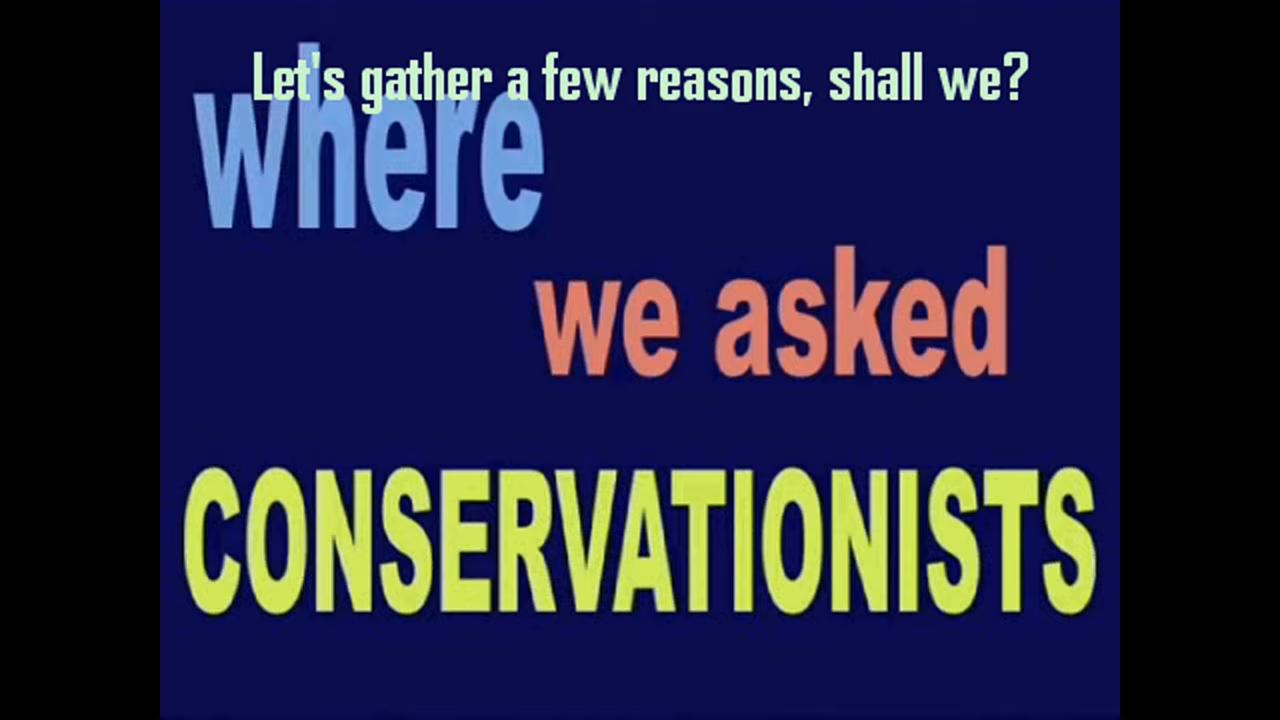 Let's gather a few reasons, shall we?
where
we asked
CONSERVATIONISTS